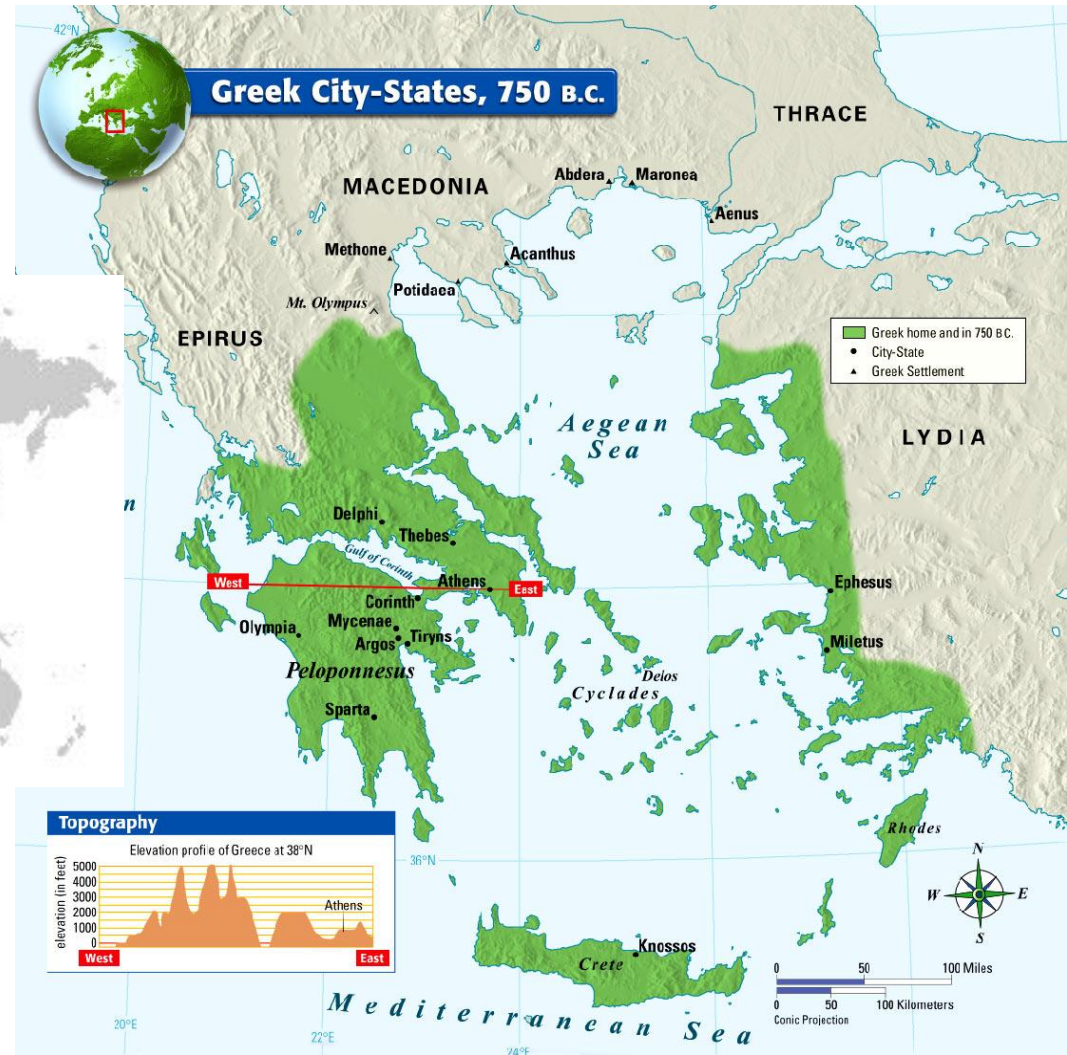 42°N
Greek City-States, 750 B.C.
THRACE
MACEDONIA
Abdera
Maronea
Aenus
Methone
Acanthus
Potidaea
Mt. Olympus
EPIRUS
Greek home and in 750 B C.
City-State
Greek Settlement
Aegean
Sea
LYDIA
n
Delphi
Thebes
Gulf of Corinth
West
Athens
East
Ephesus
Corinth
Mycenae
Olympia
Argos
Tiryns
Miletus
Peloponnesus
Delos
Cyclades
Sparta
Topography
Elevation profile of Greece at 38°N
elevation (in feet)
5000
4000
3000
2000
1000
0
Athens
West
East
36°N
Rhodes
N
W
E
S
Knossos
Crete
0 50 100 Miles
0 50 100 Kilometers
Conic Projection
Mediterranean Sea
20°E
22°E
24°E